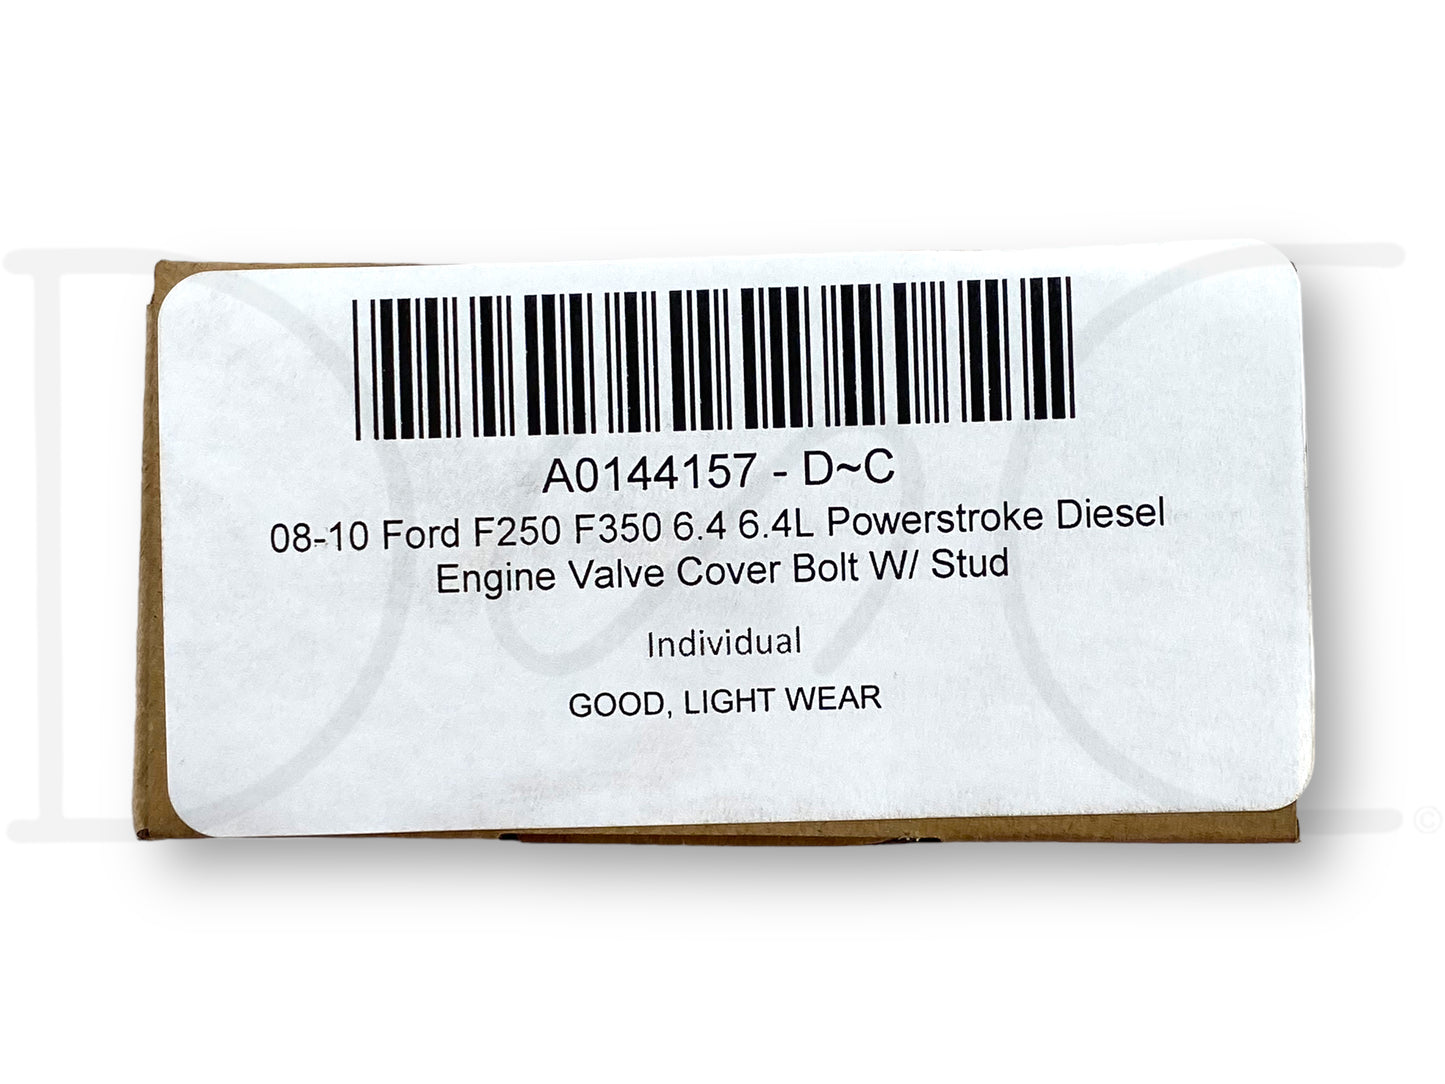 A0144157 - D~C
08-10 Ford F250 F350 6.4 6.4L Powerstroke Diesel
Engine Valve Cover Bolt W/ Stud
Individual
GOOD, LIGHT WEAR
D~C
©